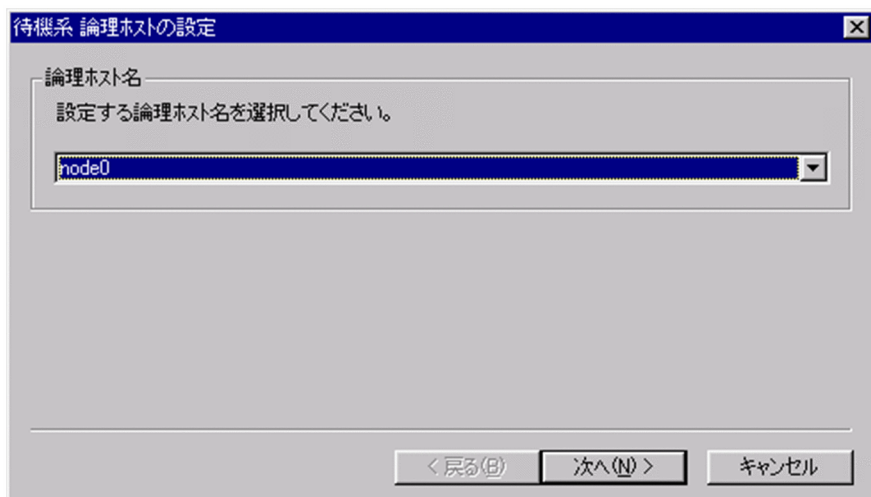 待機系 論理ホストの設定
論理ホスト名
設定する論理ホスト名を選択してください。
node0
< 戻る(B)
次へ(N) >
キャンセル